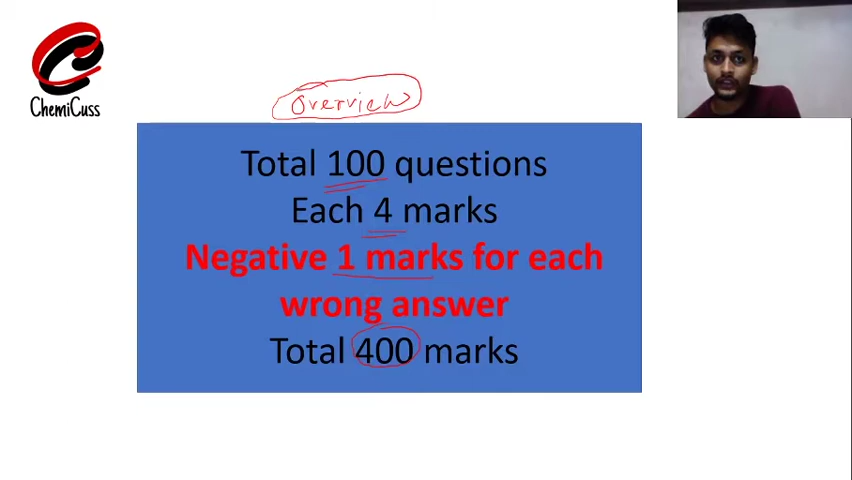 ChemiCuss
Overview
Total 100 questions
Each 4 marks
Negative 1 marks for each
wrong answer
Total 400 marks